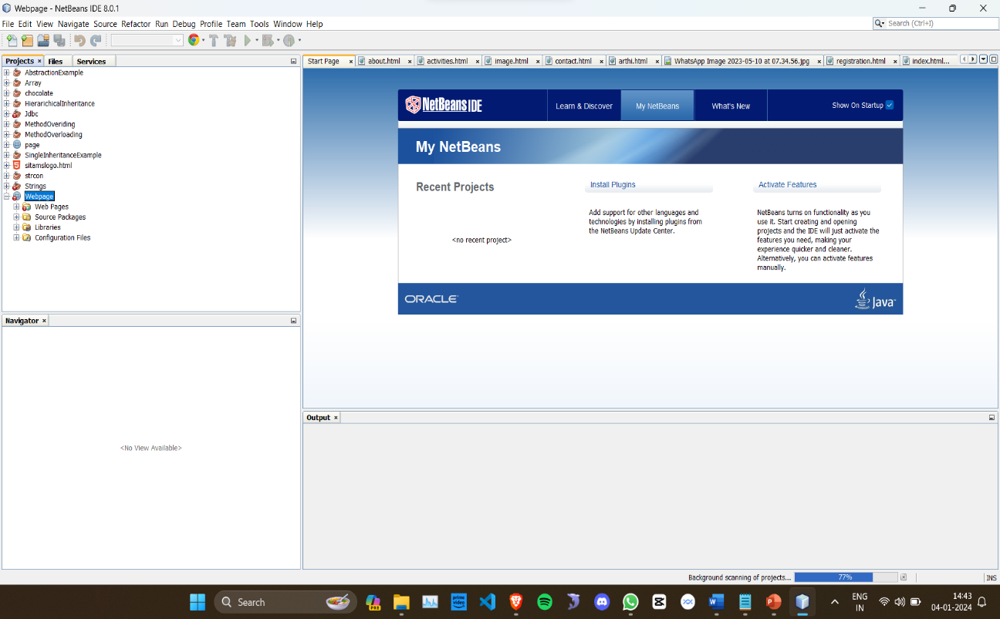 Webpage - NetBeans IDE 8.0.1
File Edit View Navigate Source Refactor Run Debug Profile Team Tools Window Help
Search (Ctrl+I)
Projects × Files Services
Start Page × about.html × activities.html × image.html × contact.html × arthi.html × WhatsApp Image 2023-05-10 at 07.34.56.jpg × registration.html × index.html...
AbstractionExample
Array
chocolate
HierarichicalInheritance
Jdbc
MethodOveriding
MethodOverloading
page
SingleInheritanceExample
sitamslogo.html
strcon
Strings
Webpage
Web Pages
Source Packages
Libraries
Configuration Files
NetBeans IDE
Learn & Discover
My NetBeans
What's New
Show On Startup
My NetBeans
Recent Projects
<no recent project>
Install Plugins
Add support for other languages and
technologies by installing plugins from
the NetBeans Update Center.
Activate Features
NetBeans turns on functionality as you
use it. Start creating and opening
projects and the IDE will just activate the
features you need, making your
experience quicker and cleaner.
Alternatively, you can activate features
manually.
ORACLE
Java
Navigator ×
<No View Available>
Output ×
Background scanning of projects... 77%
INS
Search
PRE
prime video
ENG
IN
14:43
04-01-2024